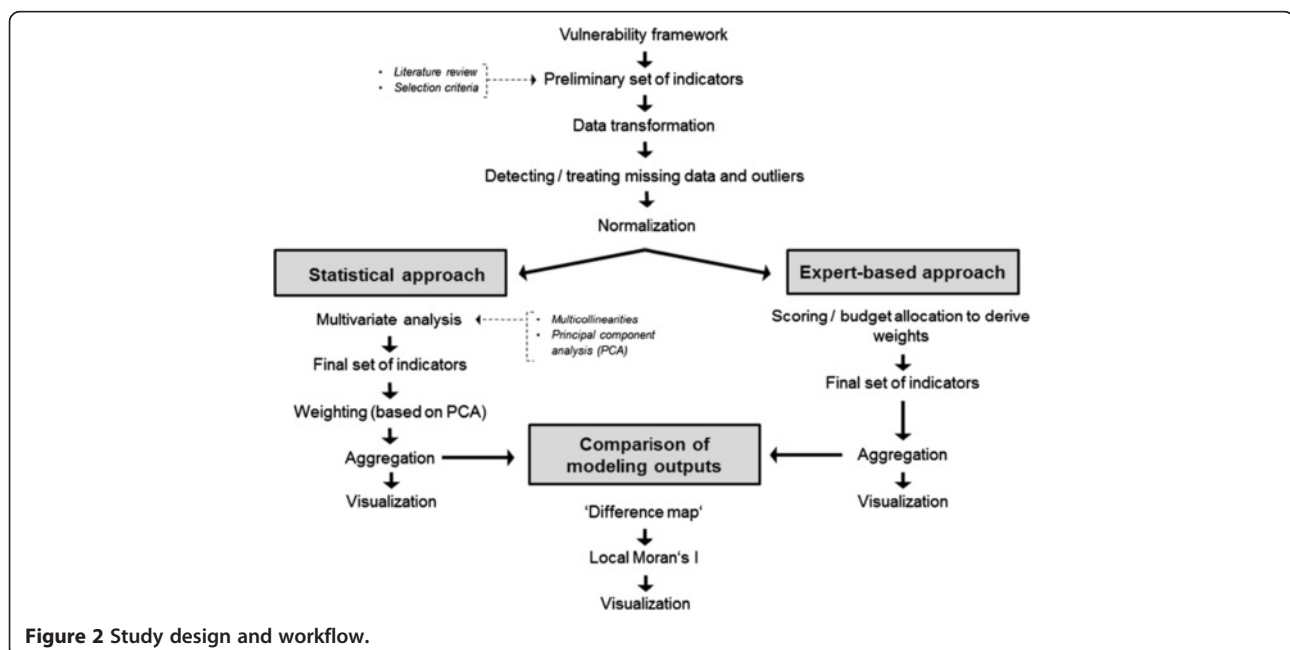 Vulnerability framework
• Literature review
• Selection criteria
Preliminary set of indicators
Data transformation
Detecting / treating missing data and outliers
Normalization
Statistical approach
Expert-based approach
Multivariate analysis
• Multicollinearities
• Principal component
analysis (PCA)
Scoring / budget allocation to derive
weights
Final set of indicators
Final set of indicators
Weighting (based on PCA)
Comparison of
modeling outputs
Aggregation
Aggregation
Visualization
Visualization
'Difference map'
Local Moran's I
Visualization
Figure 2 Study design and workflow.